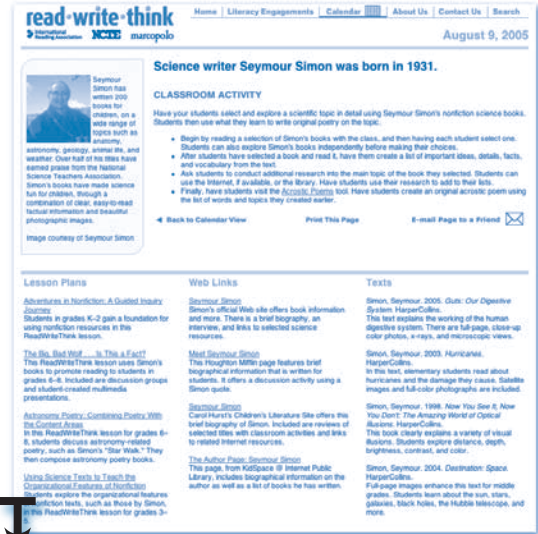 read·write·think
International Reading Association
NCTE
marcopolo
Home | Literacy Engagements | Calendar | About Us | Contact Us | Search
August 9, 2005
Seymour
Simon has
written 200
books for
children, on a
wide range of
topics such as
anatomy,
astronomy, geology, animal life, and
weather. Over half of his titles have
earned praise from the National
Science Teachers Association.
Simon's books have made science
fun for children, through a
combination of clear, easy-to-read
factual information and beautiful
photographic images.
Image courtesy of Seymour Simon
Science writer Seymour Simon was born in 1931.
CLASSROOM ACTIVITY
Have your students select and explore a scientific topic in detail using Seymour Simon's nonfiction science books.
Students then use what they learn to write original poetry on the topic.
• Begin by reading a selection of Simon's books with the class, and then having each student select one.
Students can also explore Simon's books independently before making their choices.
• After students have selected a book and read it, have them create a list of important ideas, details, facts,
and vocabulary from the text.
• Ask students to conduct additional research into the main topic of the book they selected. Students can
use the Internet, if available, or the library. Have students use their research to add to their lists.
• Finally, have students visit the Acrostic Poems tool. Have students create an original acrostic poem using
the list of words and topics they created earlier.
Back to Calendar View
Print This Page
E-mail Page to a Friend
Lesson Plans
Adventures in Nonfiction: A Guided Inquiry
Journey
Students in grades K–2 gain a foundation for
using nonfiction resources in this
ReadWriteThink lesson.
The Big, Bad Wolf . . . Is This a Fact?
This ReadWriteThink lesson uses Simon's
books to promote reading to students in
grades 6–8. Included are discussion groups
and student-created multimedia
presentations.
Astronomy Poetry: Combining Poetry With
the Content Areas
In this ReadWriteThink lesson for grades 6–
8, students discuss astronomy-related
poetry, such as Simon's "Star Walk." They
then compose astronomy poetry books.
Using Science Texts to Teach the
Organizational Features of Nonfiction
Students explore the organizational features
nonfiction texts, such as those by Simon,
in this ReadWriteThink lesson for grades 3–
5.
Web Links
Seymour Simon
Simon's official Web site offers book information
and more. There is a brief biography, an
interview, and links to selected science
resources.
Meet Seymour Simon
This Houghton Mifflin page features brief
biographical information that is written for
students. It offers a discussion activity using a
Simon quote.
Seymour Simon
Carol Hurst's Children's Literature Site offers this
brief biography of Simon. Included are reviews of
selected titles with classroom activities and links
to related Internet resources.
The Author Page: Seymour Simon
This page, from KidSpace @ Internet Public
Library, includes biographical information on the
author as well as a list of books he has written.
Texts
Simon, Seymour. 2005. Guts: Our Digestive
System. HarperCollins.
This text explains the working of the human
digestive system. There are full-page, close-up
color photos, x-rays, and microscopic views.
Simon, Seymour. 2003. Hurricanes.
HarperCollins.
In this text, elementary students read about
hurricanes and the damage they cause. Satellite
images and full-color photographs are included.
Simon, Seymour. 1998. Now You See It, Now
You Don't: The Amazing World of Optical
Illusions. HarperCollins.
This book clearly explains a variety of visual
illusions. Students explore distance, depth,
brightness, contrast, and color.
Simon, Seymour. 2004. Destination: Space.
HarperCollins.
Full-page images enhance this text for middle
grades. Students learn about the sun, stars,
galaxies, black holes, the Hubble telescope, and
more.